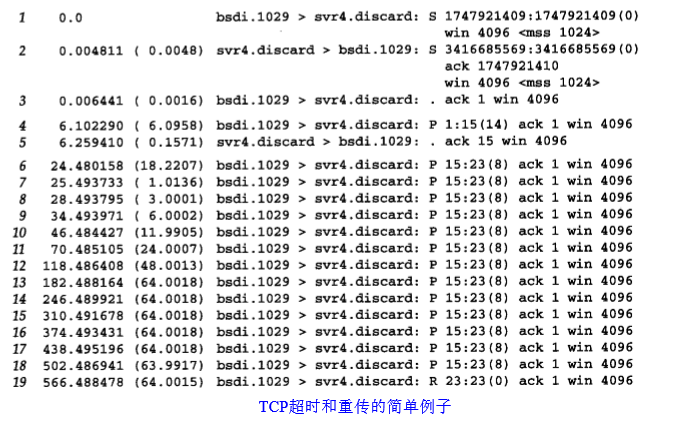 1 0.0 bsdi.1029 > svr4.discard: S 1747921409:1747921409(0)
win 4096 <mss 1024>
2 0.004811 ( 0.0048) svr4.discard > bsdi.1029: S 3416685569:3416685569(0)
ack 1747921410
win 4096 <mss 1024>
3 0.006441 ( 0.0016) bsdi.1029 > svr4.discard: . ack 1 win 4096
4 6.102290 ( 6.0958) bsdi.1029 > svr4.discard: P 1:15(14) ack 1 win 4096
5 6.259410 ( 0.1571) svr4.discard > bsdi.1029: . ack 15 win 4096
6 24.480158 (18.2207) bsdi.1029 > svr4.discard: P 15:23(8) ack 1 win 4096
7 25.493733 ( 1.0136) bsdi.1029 > svr4.discard: P 15:23(8) ack 1 win 4096
8 28.493795 ( 3.0001) bsdi.1029 > svr4.discard: P 15:23(8) ack 1 win 4096
9 34.493971 ( 6.0002) bsdi.1029 > svr4.discard: P 15:23(8) ack 1 win 4096
10 46.484427 (11.9905) bsdi.1029 > svr4.discard: P 15:23(8) ack 1 win 4096
11 70.485105 (24.0007) bsdi.1029 > svr4.discard: P 15:23(8) ack 1 win 4096
12 118.486408 (48.0013) bsdi.1029 > svr4.discard: P 15:23(8) ack 1 win 4096
13 182.488164 (64.0018) bsdi.1029 > svr4.discard: P 15:23(8) ack 1 win 4096
14 246.489921 (64.0018) bsdi.1029 > svr4.discard: P 15:23(8) ack 1 win 4096
15 310.491678 (64.0018) bsdi.1029 > svr4.discard: P 15:23(8) ack 1 win 4096
16 374.493431 (64.0018) bsdi.1029 > svr4.discard: P 15:23(8) ack 1 win 4096
17 438.495196 (64.0018) bsdi.1029 > svr4.discard: P 15:23(8) ack 1 win 4096
18 502.486941 (63.9917) bsdi.1029 > svr4.discard: P 15:23(8) ack 1 win 4096
19 566.488478 (64.0015) bsdi.1029 > svr4.discard: R 23:23(0) ack 1 win 4096
TCP超时和重传的简单例子